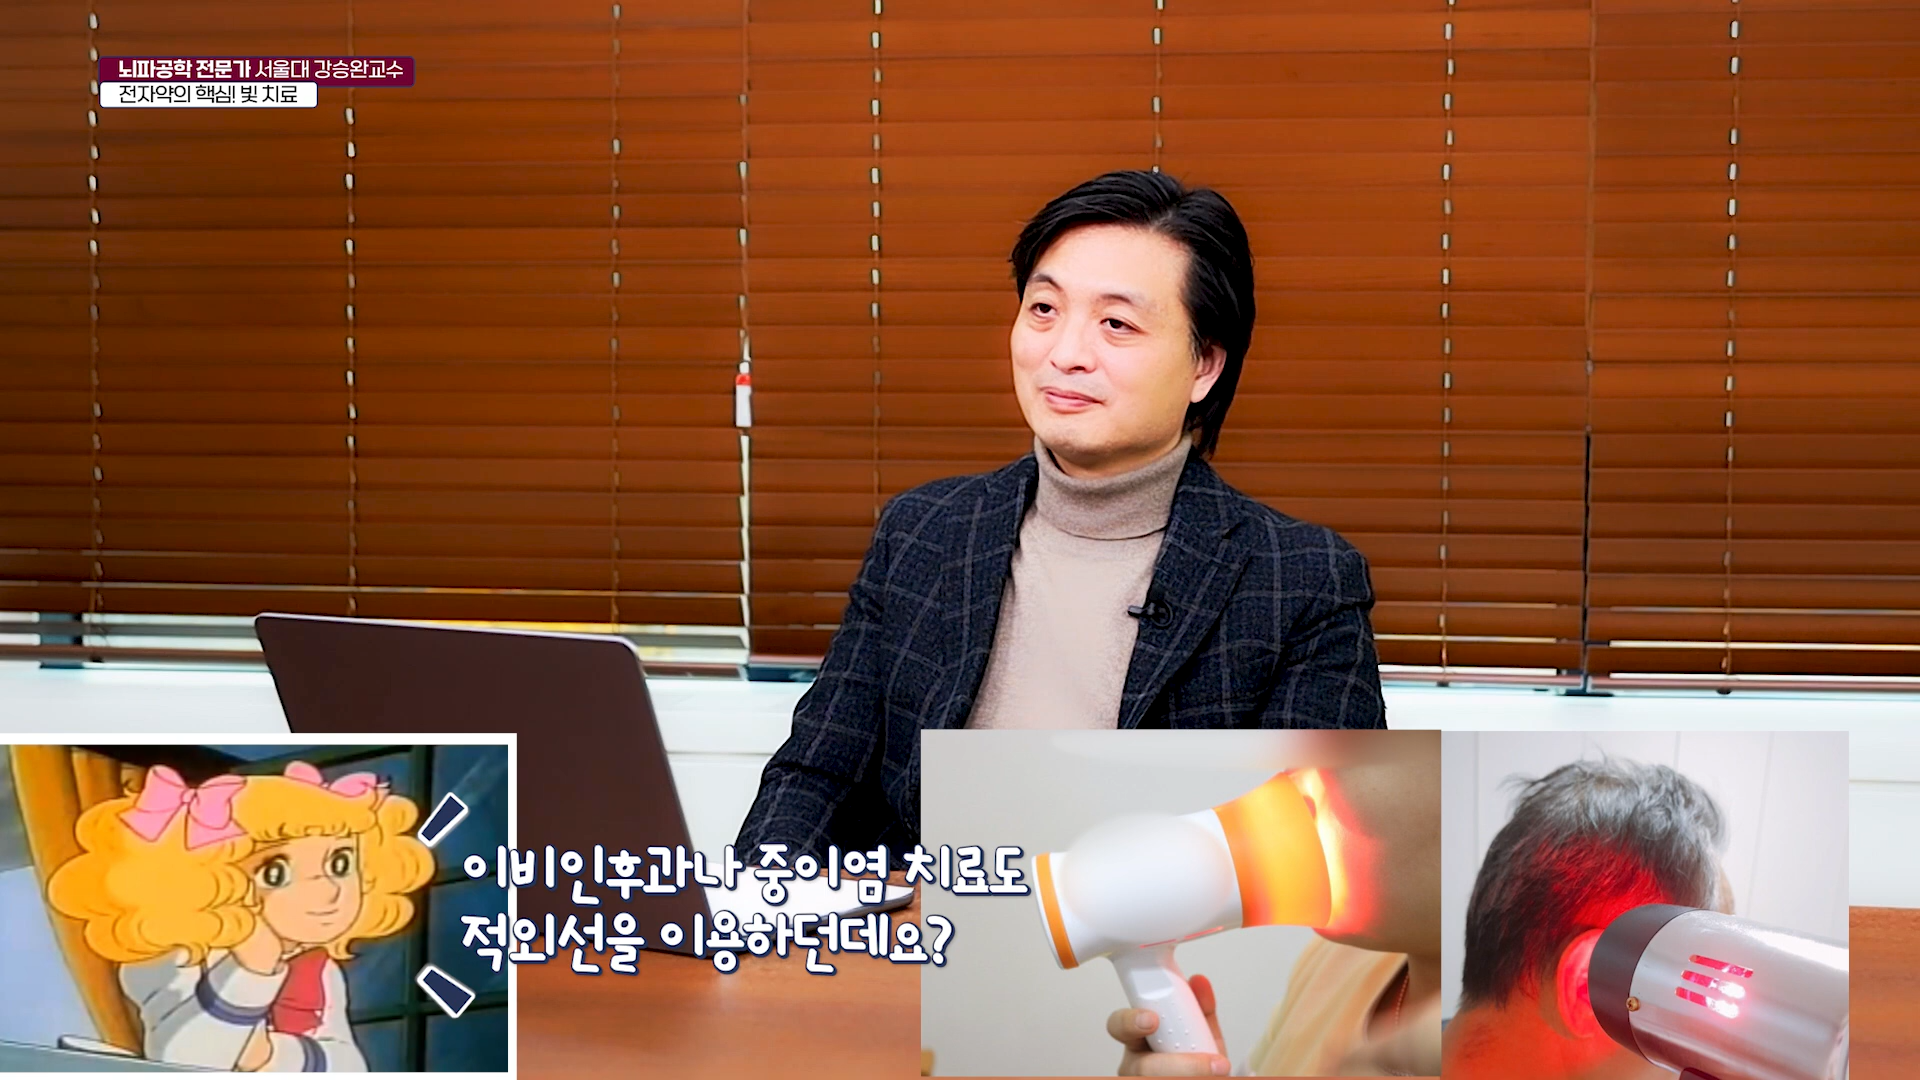 뇌파공학 전문가 서울대 강승완교수
전자약의 핵심! 빛 치료
이비인후과나 중이염 치료도
적외선을 이용하던데요?